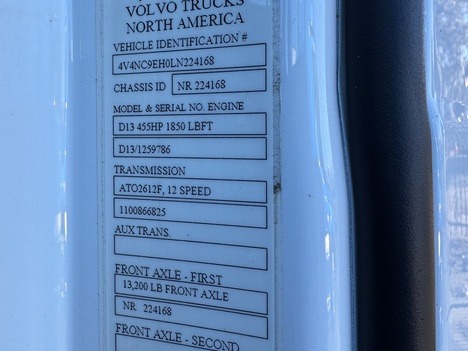 VOLVO TRUCKS
NORTH AMERICA
VEHICLE IDENTIFICATION #
4V4NC9EH0LN224168
CHASSIS ID NR 224168
MODEL & SERIAL NO. ENGINE
D13 455HP 1850 LBFT
D13/1259786
TRANSMISSION
ATO2612F, 12 SPEED
1100866825
AUX TRANS.
FRONT AXLE - FIRST
13,200 LB FRONT AXLE
NR 224168
FRONT AXLE - SECOND